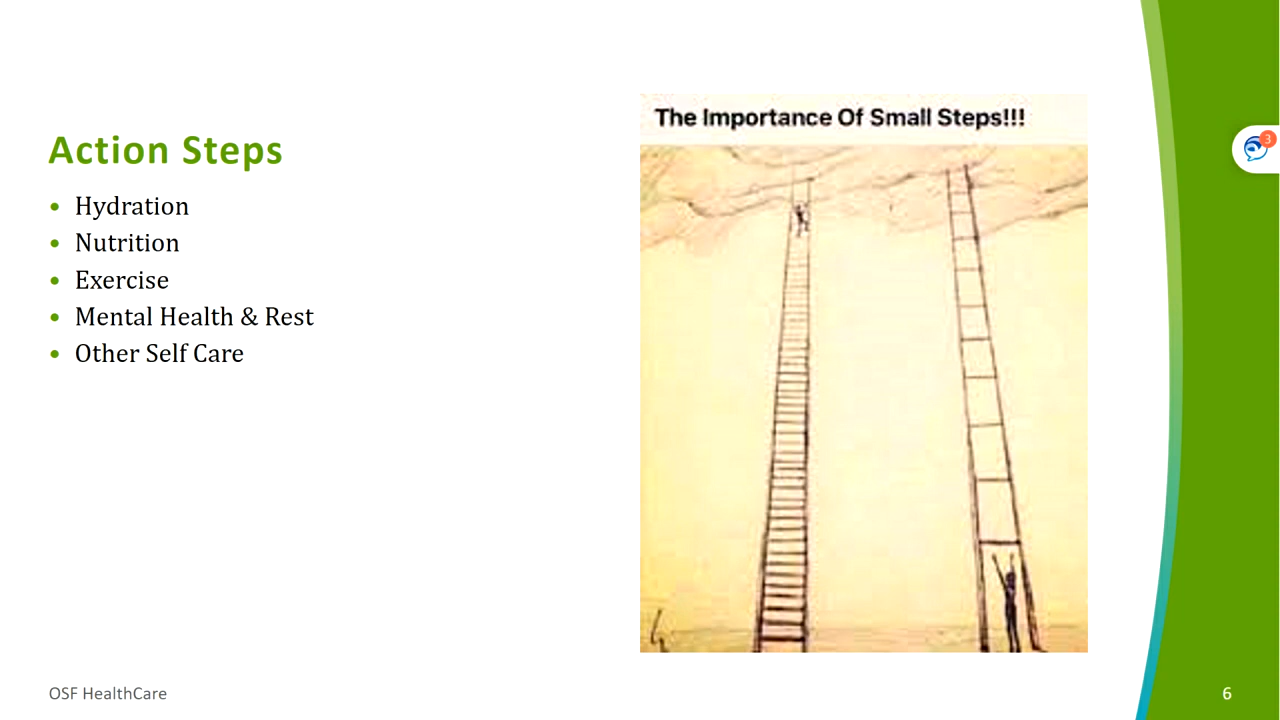 Action Steps
Hydration
Nutrition
Exercise
Mental Health & Rest
Other Self Care
The Importance Of Small Steps!!!
3
OSF HealthCare
6